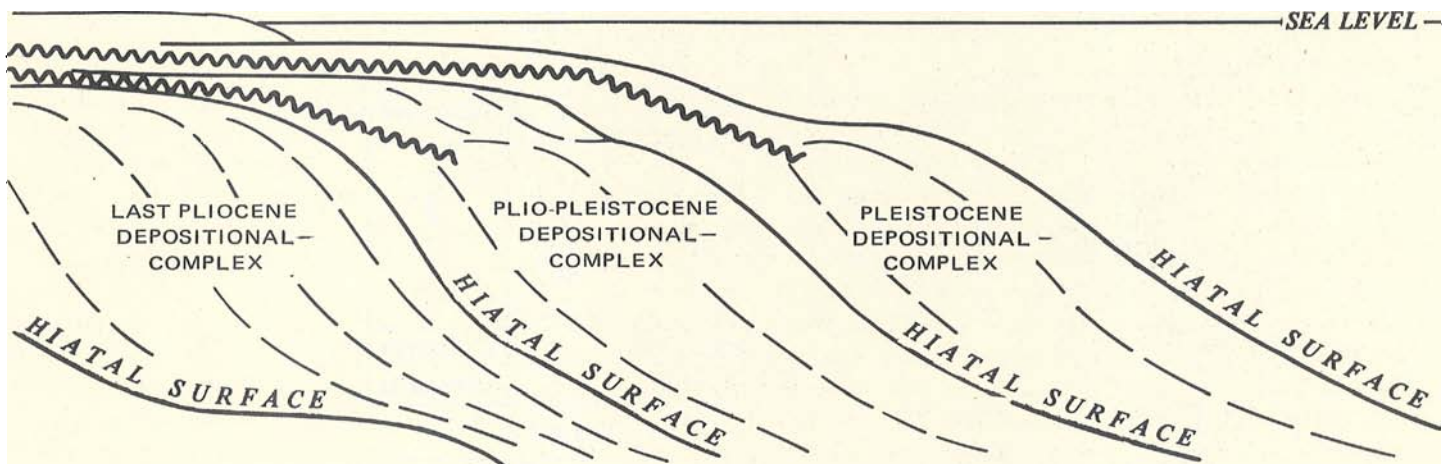 SEA LEVEL
LAST PLIOCENE
DEPOSITIONAL—
COMPLEX
PLIO-PLEISTOCENE
DEPOSITIONAL—
COMPLEX
PLEISTOCENE
DEPOSITIONAL—
COMPLEX
HIATAL SURFACE
HIATAL SURFACE
HIATAL SURFACE
HIATAL SURFACE